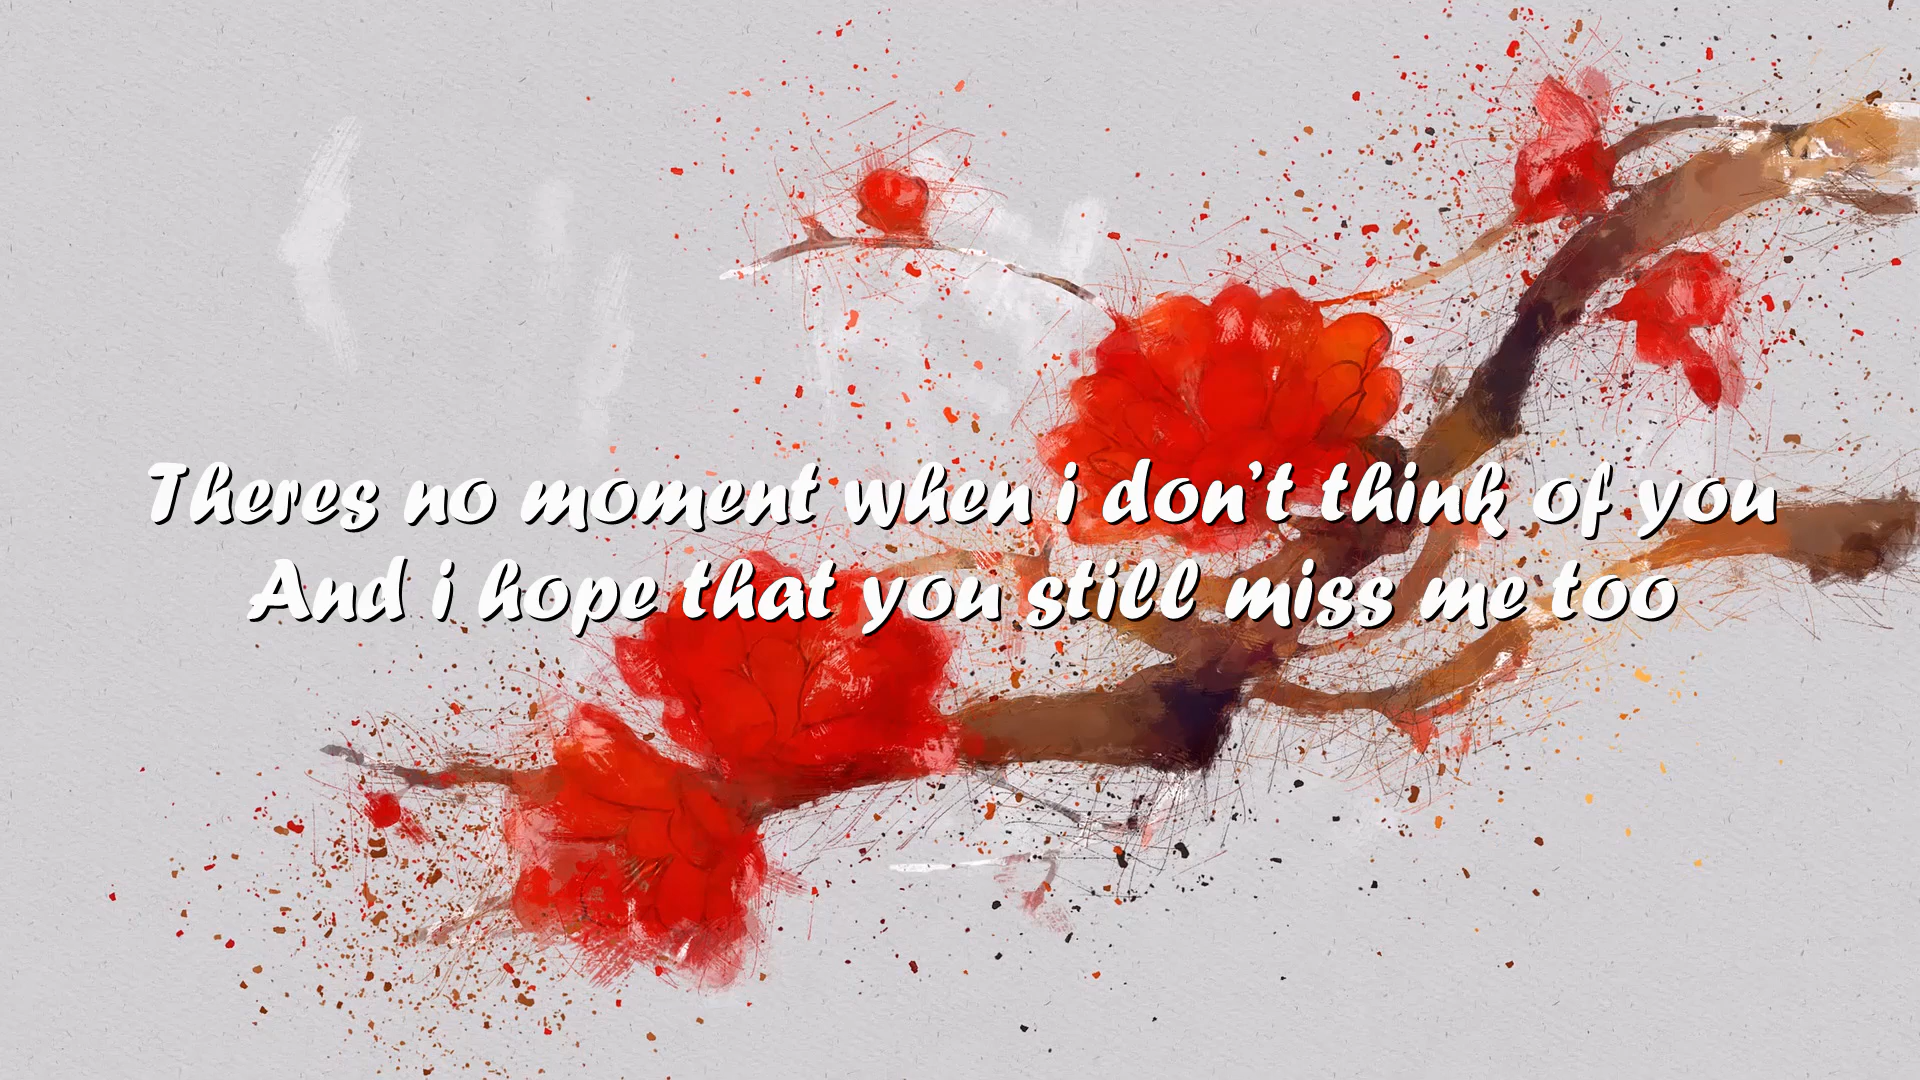 Theres no moment when i don't think of you
And i hope that you still miss me too